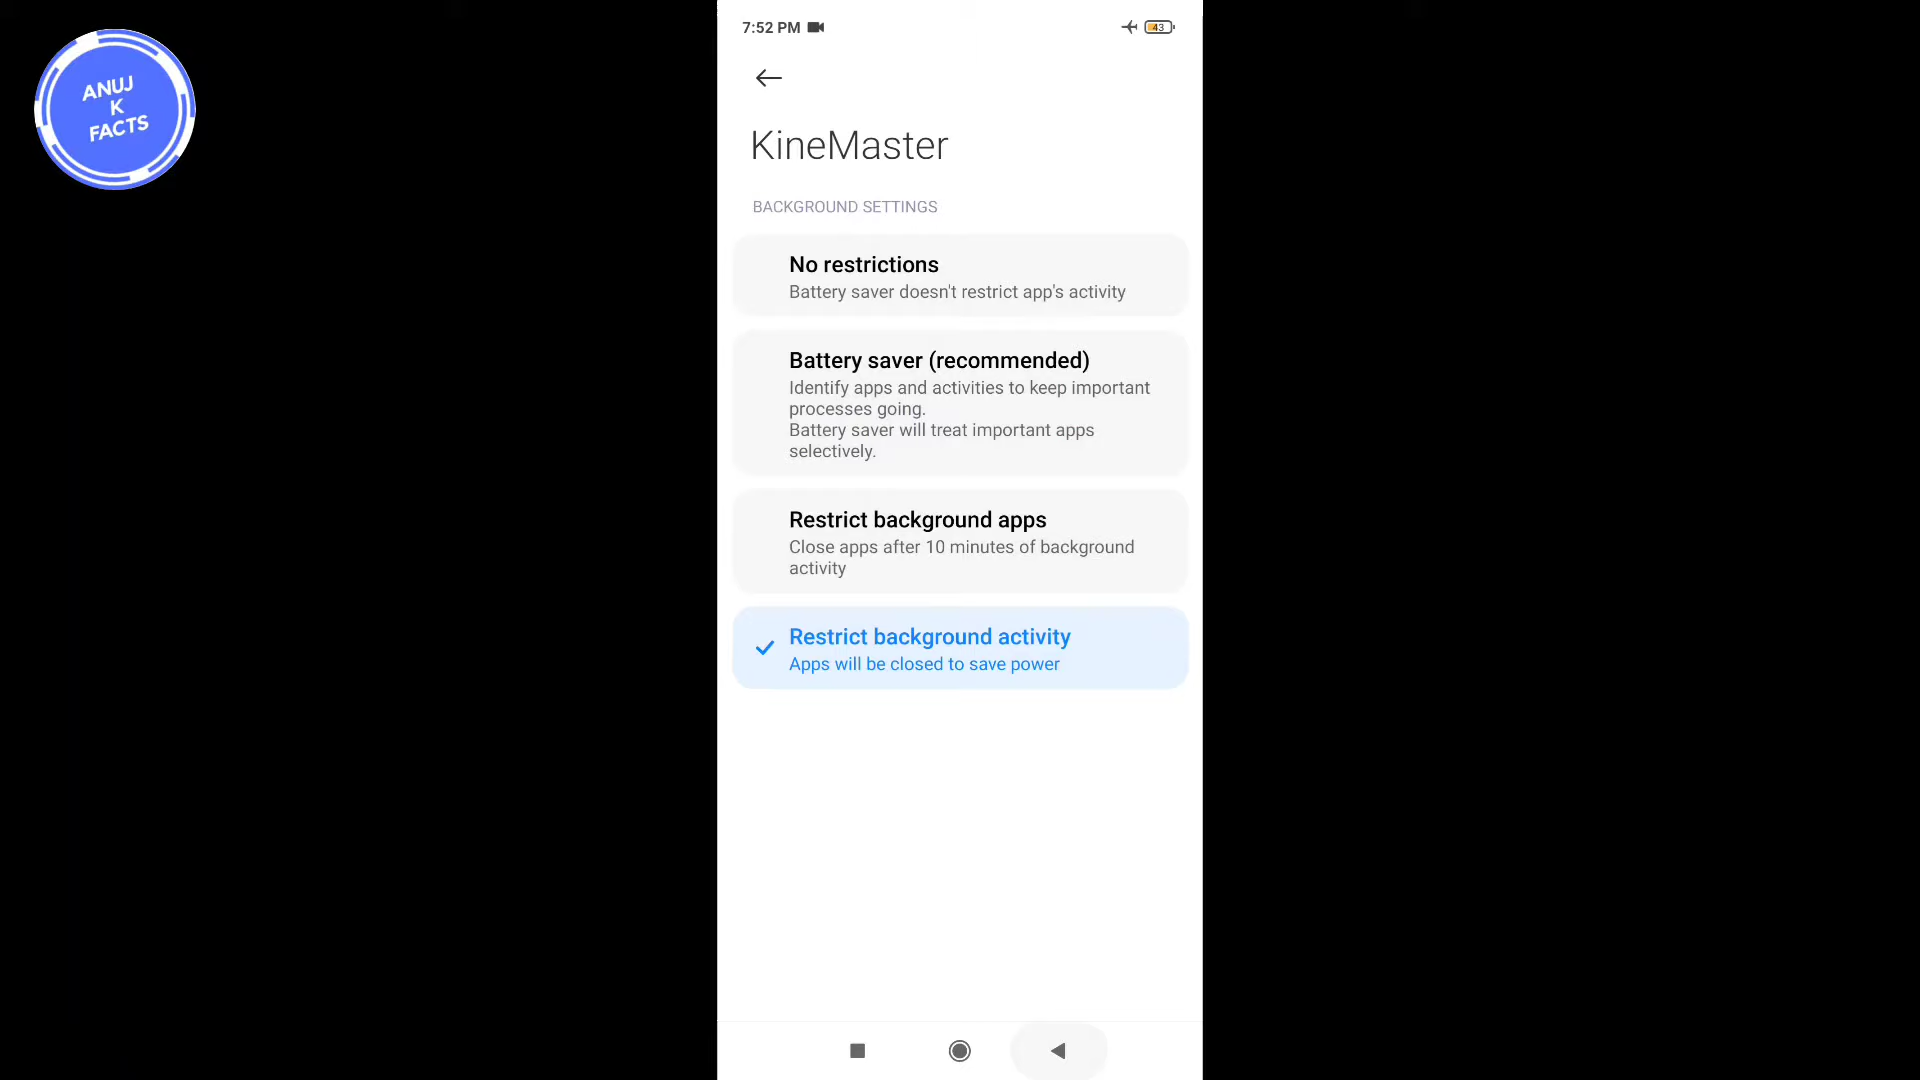 ANUJ
K
FACTS
7:52 PM
43
KineMaster
BACKGROUND SETTINGS
No restrictions
Battery saver doesn't restrict app's activity
Battery saver (recommended)
Identify apps and activities to keep important
processes going.
Battery saver will treat important apps
selectively.
Restrict background apps
Close apps after 10 minutes of background
activity
Restrict background activity
Apps will be closed to save power